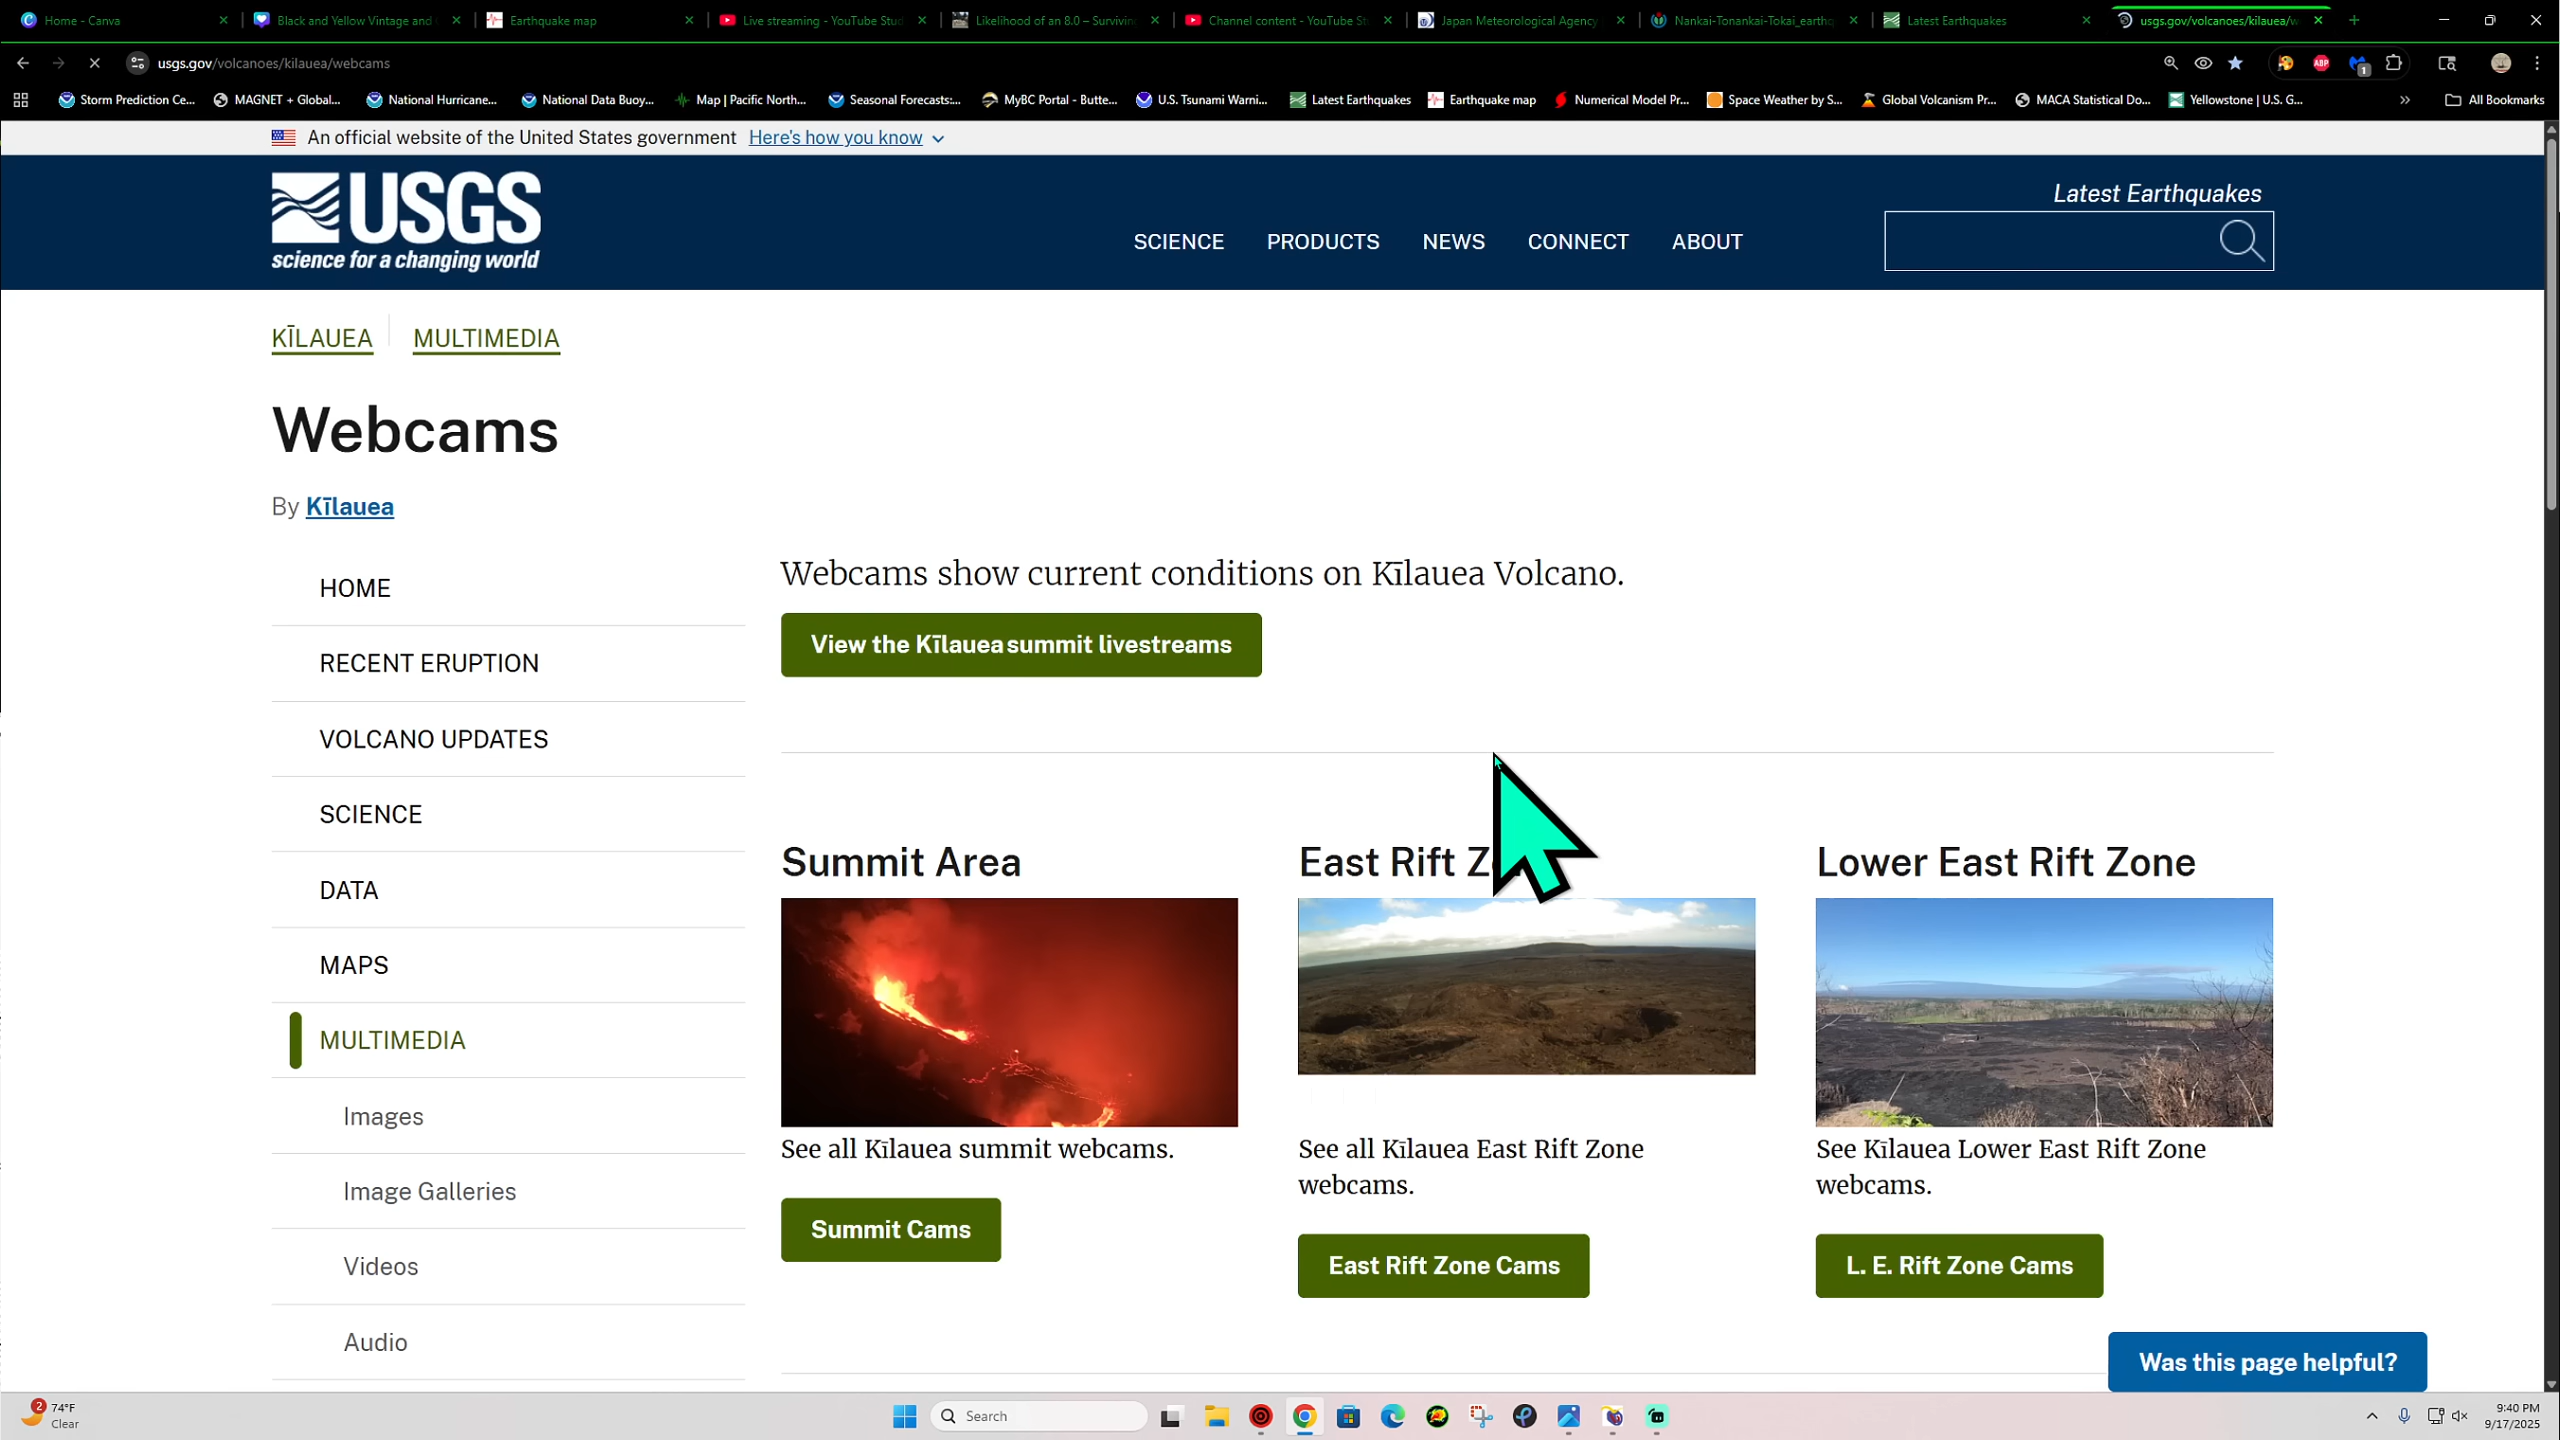 Home - Canva
Black and Yellow Vintage and
Earthquake map
Live streaming - YouTube Stud
Likelihood of an 8.0 – Survivin
Channel content - YouTube St
Japan Meteorological Agency
Nankai-Tonankai-Tokai_earthq
Latest Earthquakes
usgs.gov/volcanoes/kilauea/w
usgs.gov/volcanoes/kilauea/webcams
ABP
1
Storm Prediction Ce...
MAGNET + Global...
National Hurricane...
National Data Buoy...
Map | Pacific North...
Seasonal Forecasts:...
MyBC Portal - Butte...
U.S. Tsunami Warni...
Latest Earthquakes
Earthquake map
Numerical Model Pr...
Space Weather by S...
Global Volcanism Pr...
MACA Statistical Do...
Yellowstone | U.S. G...
All Bookmarks
An official website of the United States government Here's how you know
USGS
science for a changing world
SCIENCE PRODUCTS NEWS CONNECT ABOUT
Latest Earthquakes
KĪLAUEA MULTIMEDIA
Webcams
By Kīlauea
HOME
RECENT ERUPTION
VOLCANO UPDATES
SCIENCE
DATA
MAPS
MULTIMEDIA
Images
Image Galleries
Videos
Audio
Webcams show current conditions on Kīlauea Volcano.
View the Kīlauea summit livestreams
Summit Area
See all Kīlauea summit webcams.
Summit Cams
East Rift
See all Kīlauea East Rift Zone
webcams.
East Rift Zone Cams
Lower East Rift Zone
See Kīlauea Lower East Rift Zone
webcams.
L. E. Rift Zone Cams
Was this page helpful?
2
74°F
Clear
Search
9:40 PM
9/17/2025